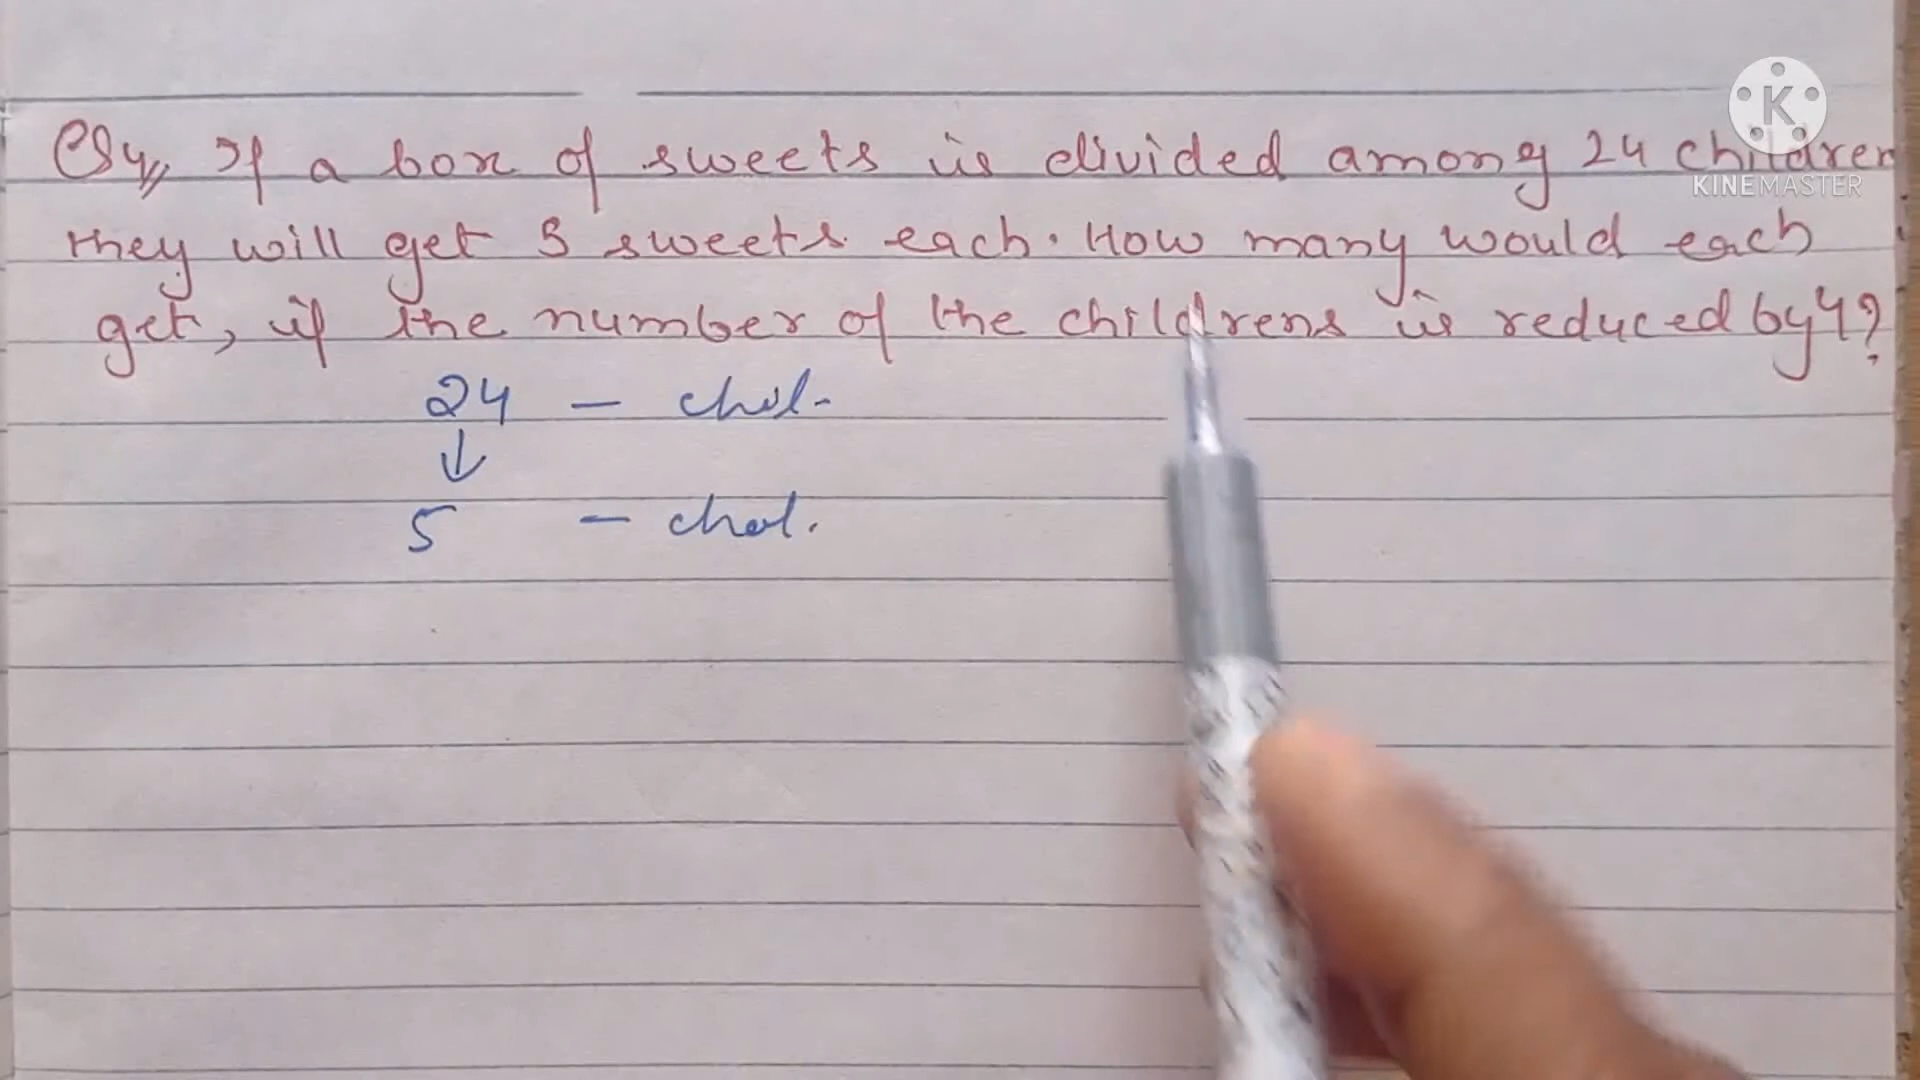 Q4,, If a box of sweets is divided among 24 children
they will get 5 sweets each. How many would each
get, if the number of the childrens is reduced by 4?
24 - chol.
↓
5 - chol.
K
KINEMASTER